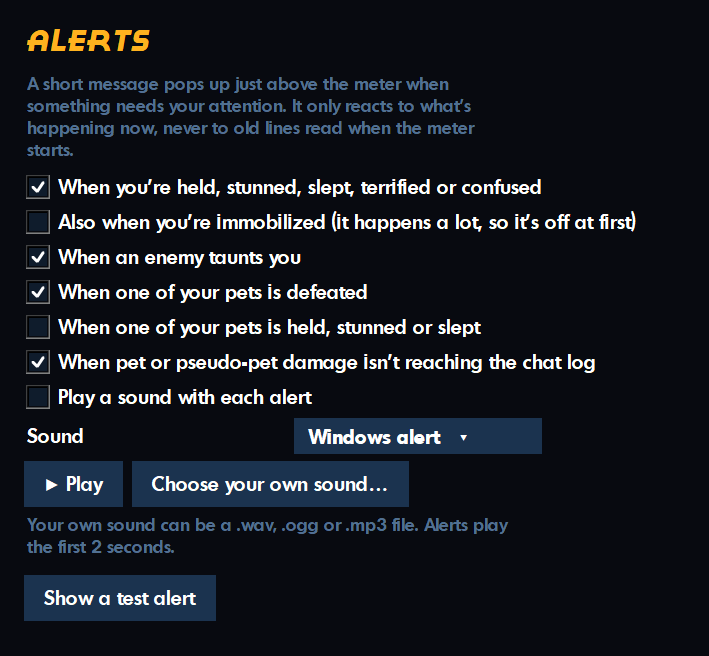 ALERTS
A short message pops up just above the meter when
something needs your attention. It only reacts to what's
happening now, never to old lines read when the meter
starts.
When you're held, stunned, slept, terrified or confused
Also when you're immobilized (it happens a lot, so it's off at first)
When an enemy taunts you
When one of your pets is defeated
When one of your pets is held, stunned or slept
When pet or pseudo-pet damage isn't reaching the chat log
Play a sound with each alert
Sound
Windows alert ▾
► Play
Choose your own sound...
Your own sound can be a .wav, .ogg or .mp3 file. Alerts play
the first 2 seconds.
Show a test alert